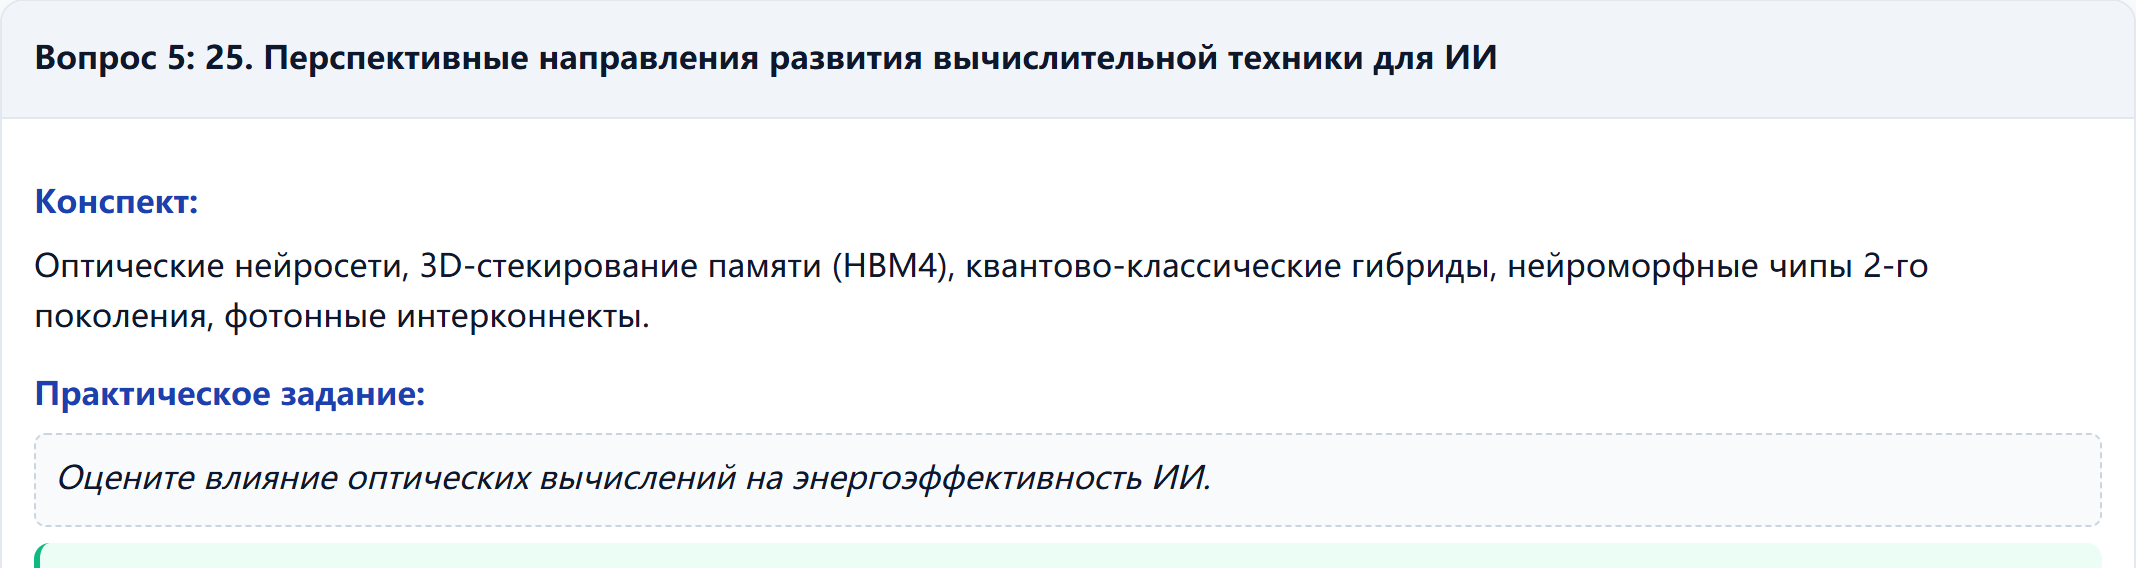 Вопрос 5: 25. Перспективные направления развития вычислительной техники для ИИ
Конспект:
Оптические нейросети, 3D-стекирование памяти (HBM4), квантово-классические гибриды, нейроморфные чипы 2-го
поколения, фотонные интерконнекты.
Практическое задание:
Оцените влияние оптических вычислений на энергоэффективность ИИ.